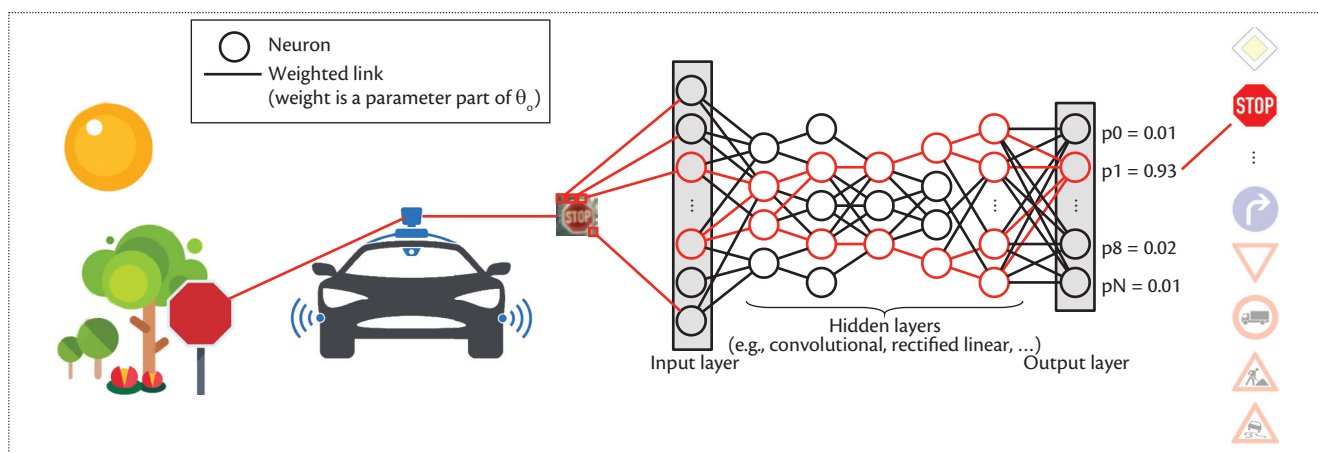 Neuron
Weighted link
(weight is a parameter part of θo)
STOP
STOP
p0 = 0.01
p1 = 0.93
p8 = 0.02
pN = 0.01
Hidden layers
(e.g., convolutional, rectified linear, …)
Input layer
Output layer